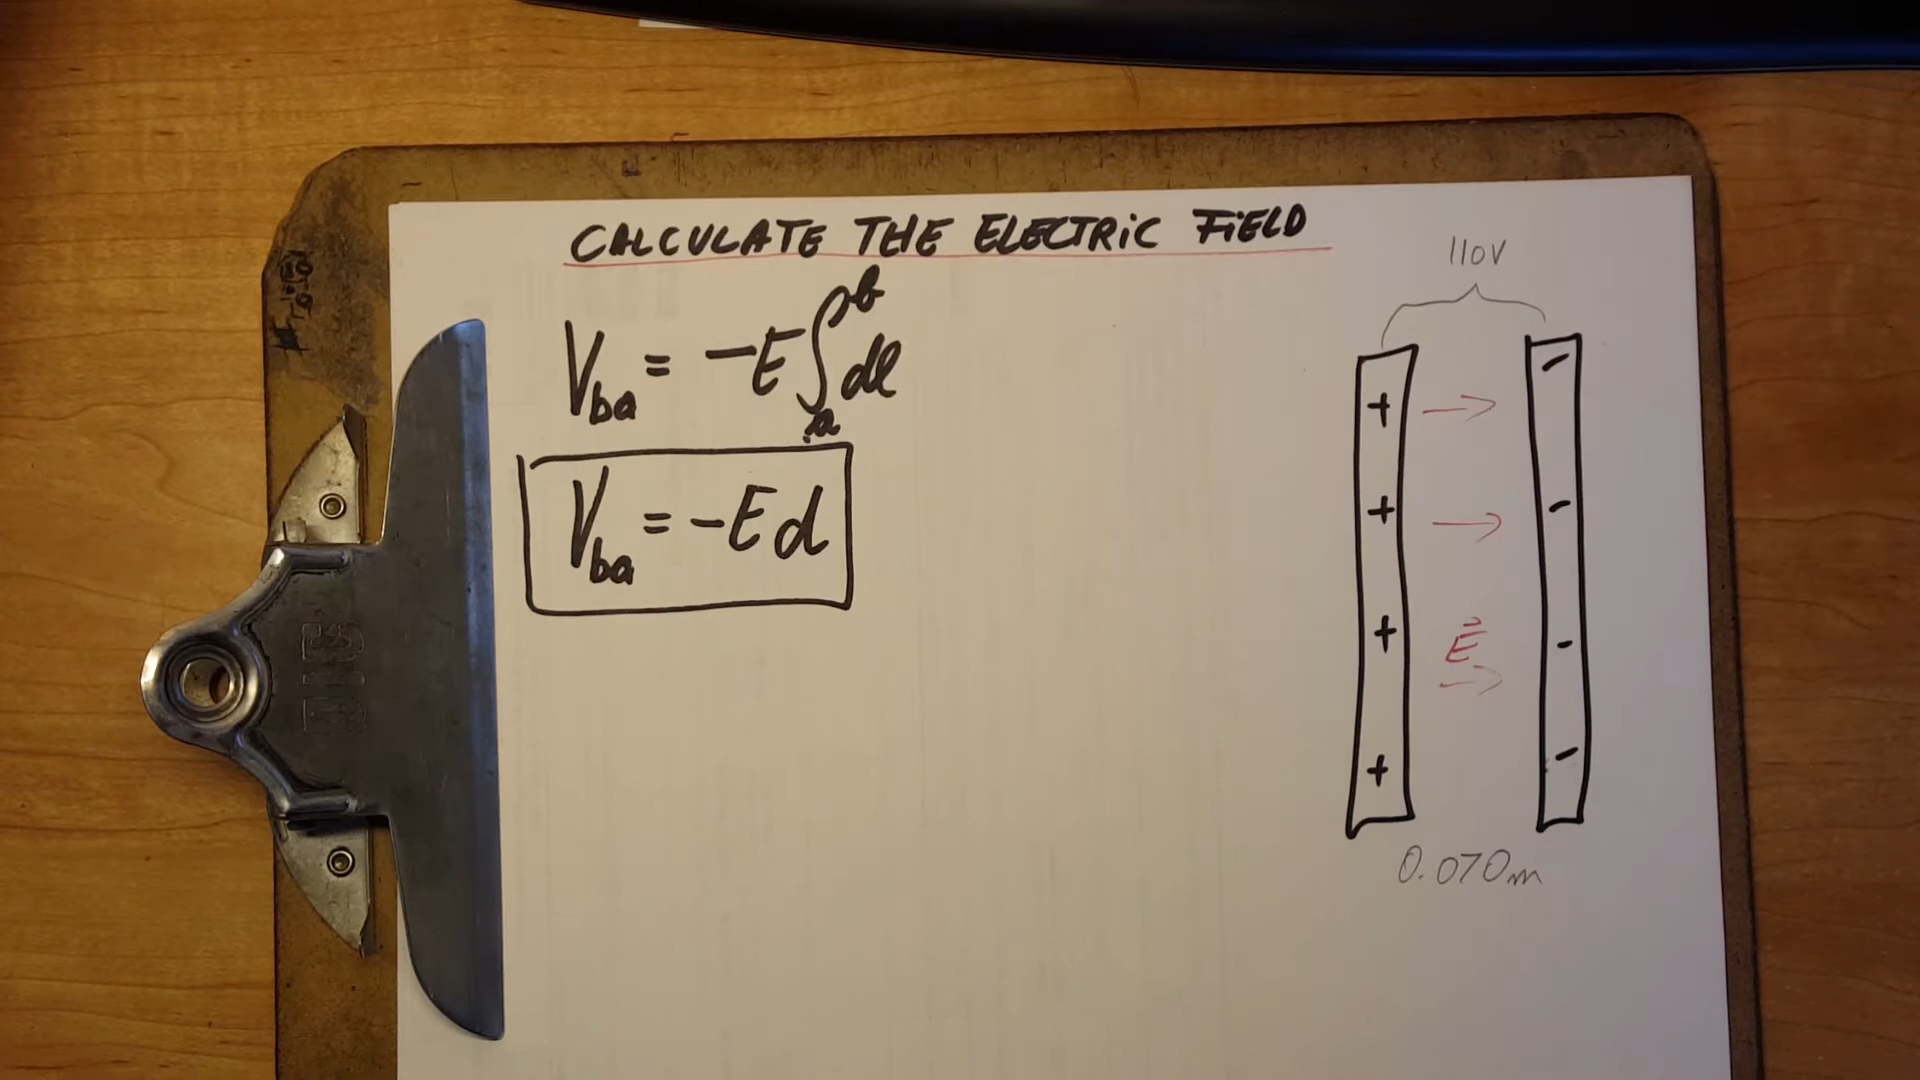 CALCULATE THE ELECTRIC FIELD
110V
V_ba = -E ∫_a^b dl
V_ba = -Ed
+ -
+ -
+ -
E⃗
+ -
0.070m